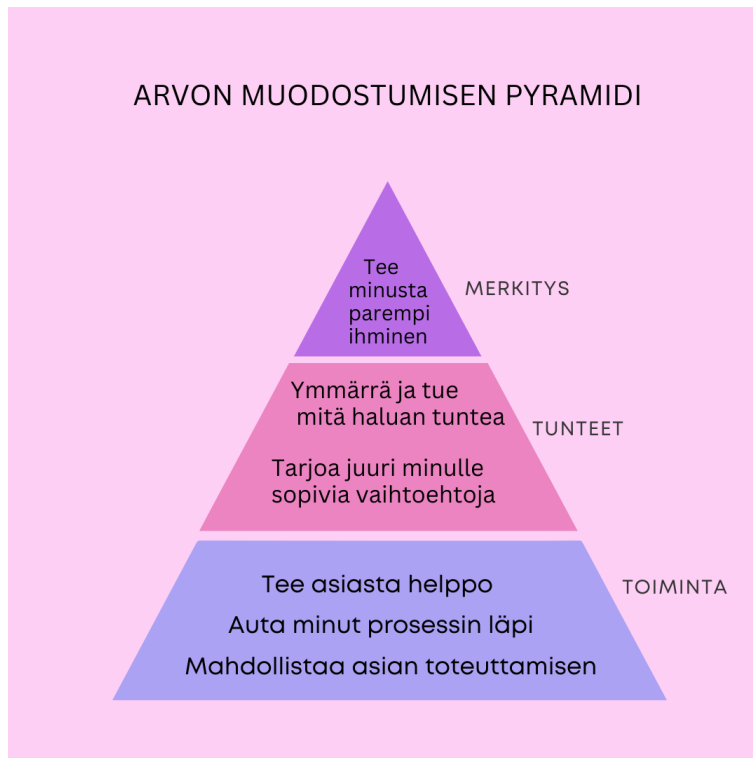 ARVON MUODOSTUMISEN PYRAMIDI
Tee
minusta
parempi
ihminen
MERKITYS
Ymmärrä ja tue
mitä haluan tuntea
TUNTEET
Tarjoa juuri minulle
sopivia vaihtoehtoja
Tee asiasta helppo
TOIMINTA
Auta minut prosessin läpi
Mahdollistaa asian toteuttamisen